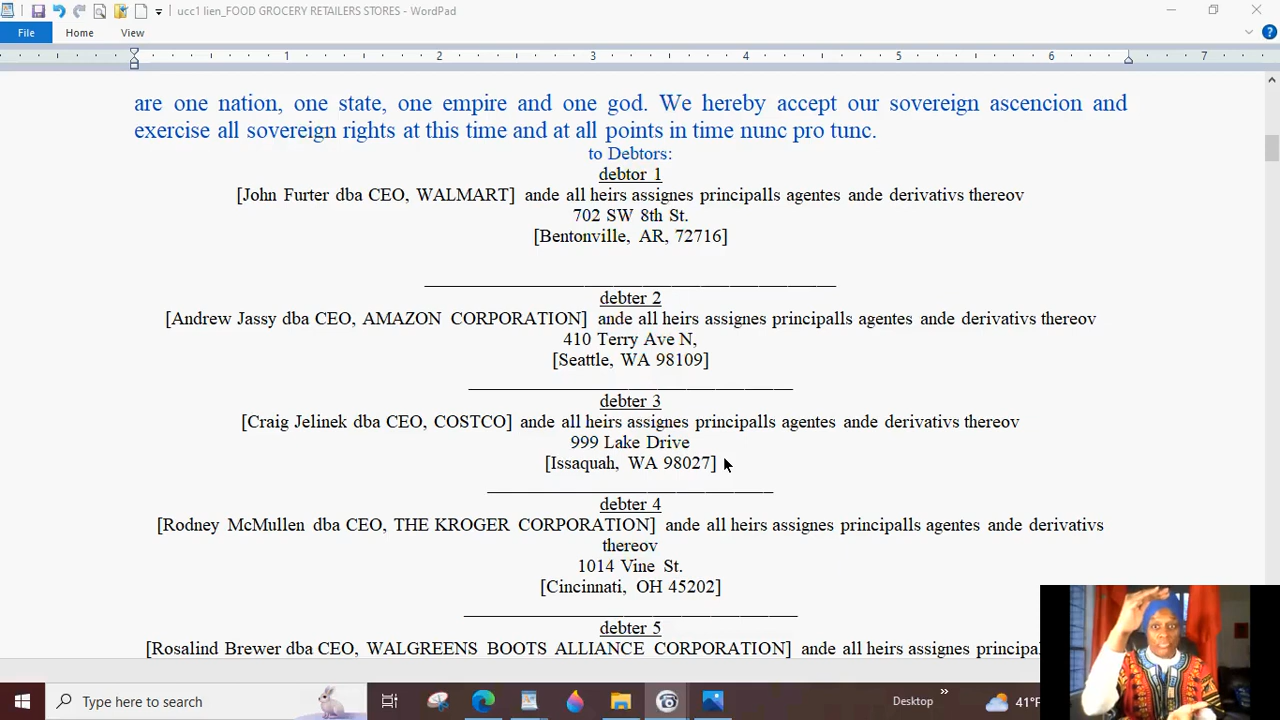 ucc1 lien_FOOD GROCERY RETAILERS STORES - WordPad
File Home View
1 2 3 4 5 6 7
are one nation, one state, one empire and one god. We hereby accept our sovereign ascencion and
exercise all sovereign rights at this time and at all points in time nunc pro tunc.
to Debtors:
debtor 1
[John Furter dba CEO, WALMART] ande all heirs assignes principalls agentes ande derivativs thereov
702 SW 8th St.
[Bentonville, AR, 72716]
debter 2
[Andrew Jassy dba CEO, AMAZON CORPORATION] ande all heirs assignes principalls agentes ande derivativs thereov
410 Terry Ave N,
[Seattle, WA 98109]
debter 3
[Craig Jelinek dba CEO, COSTCO] ande all heirs assignes principalls agentes ande derivativs thereov
999 Lake Drive
[Issaquah, WA 98027]
debter 4
[Rodney McMullen dba CEO, THE KROGER CORPORATION] ande all heirs assignes principalls agentes ande derivativs
thereov
1014 Vine St.
[Cincinnati, OH 45202]
debter 5
[Rosalind Brewer dba CEO, WALGREENS BOOTS ALLIANCE CORPORATION] ande all heirs assignes
Type here to search
Desktop
41°F